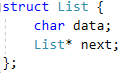 struct List {
    char data;
    List* next;
};